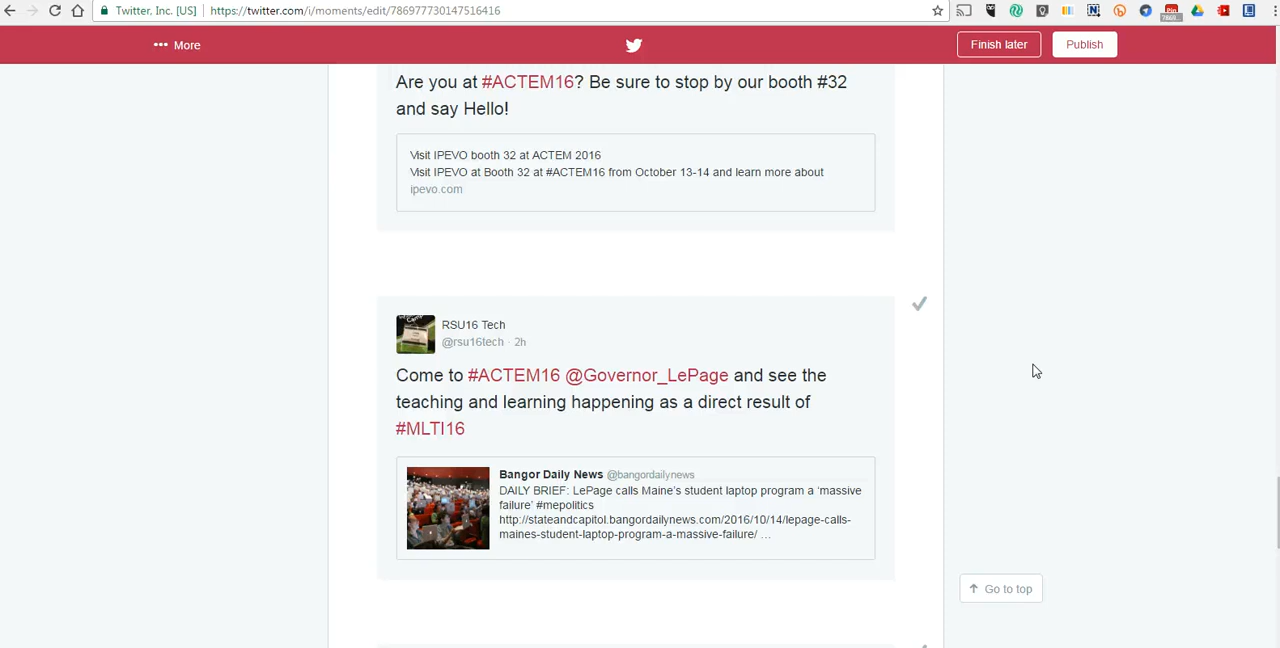 Twitter, Inc. [US]
https://twitter.com/i/moments/edit/786977730147516416
More
Finish later
Publish
Are you at #ACTEM16? Be sure to stop by our booth #32
and say Hello!
Visit IPEVO booth 32 at ACTEM 2016
Visit IPEVO at Booth 32 at #ACTEM16 from October 13-14 and learn more about
ipevo.com
RSU16 Tech
@rsu16tech · 2h
Come to #ACTEM16 @Governor_LePage and see the
teaching and learning happening as a direct result of
#MLTI16
Bangor Daily News @bangordailynews
DAILY BRIEF: LePage calls Maine's student laptop program a 'massive
failure' #mepolitics
http://stateandcapitol.bangordailynews.com/2016/10/14/lepage-calls-
maines-student-laptop-program-a-massive-failure/ …
Go to top